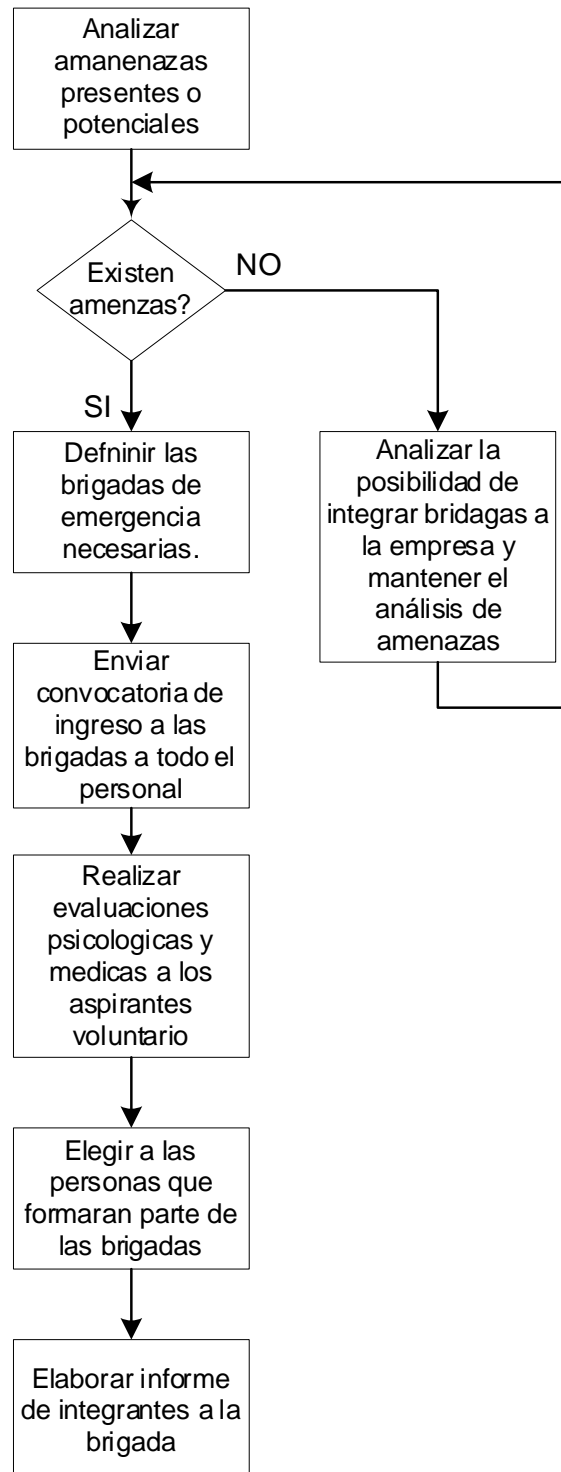 Analizar
amanenazas
presentes o
potenciales
Existen
amenzas?
NO
SI
Defninir las
brigadas de
emergencia
necesarias.
Analizar la
posibilidad de
integrar bridagas a
la empresa y
mantener el
análisis de
amenazas
Enviar
convocatoria de
ingreso a las
brigadas a todo el
personal
Realizar
evaluaciones
psicologicas y
medicas a los
aspirantes
voluntario
Elegir a las
personas que
formaran parte de
las brigadas
Elaborar informe
de integrantes a la
brigada